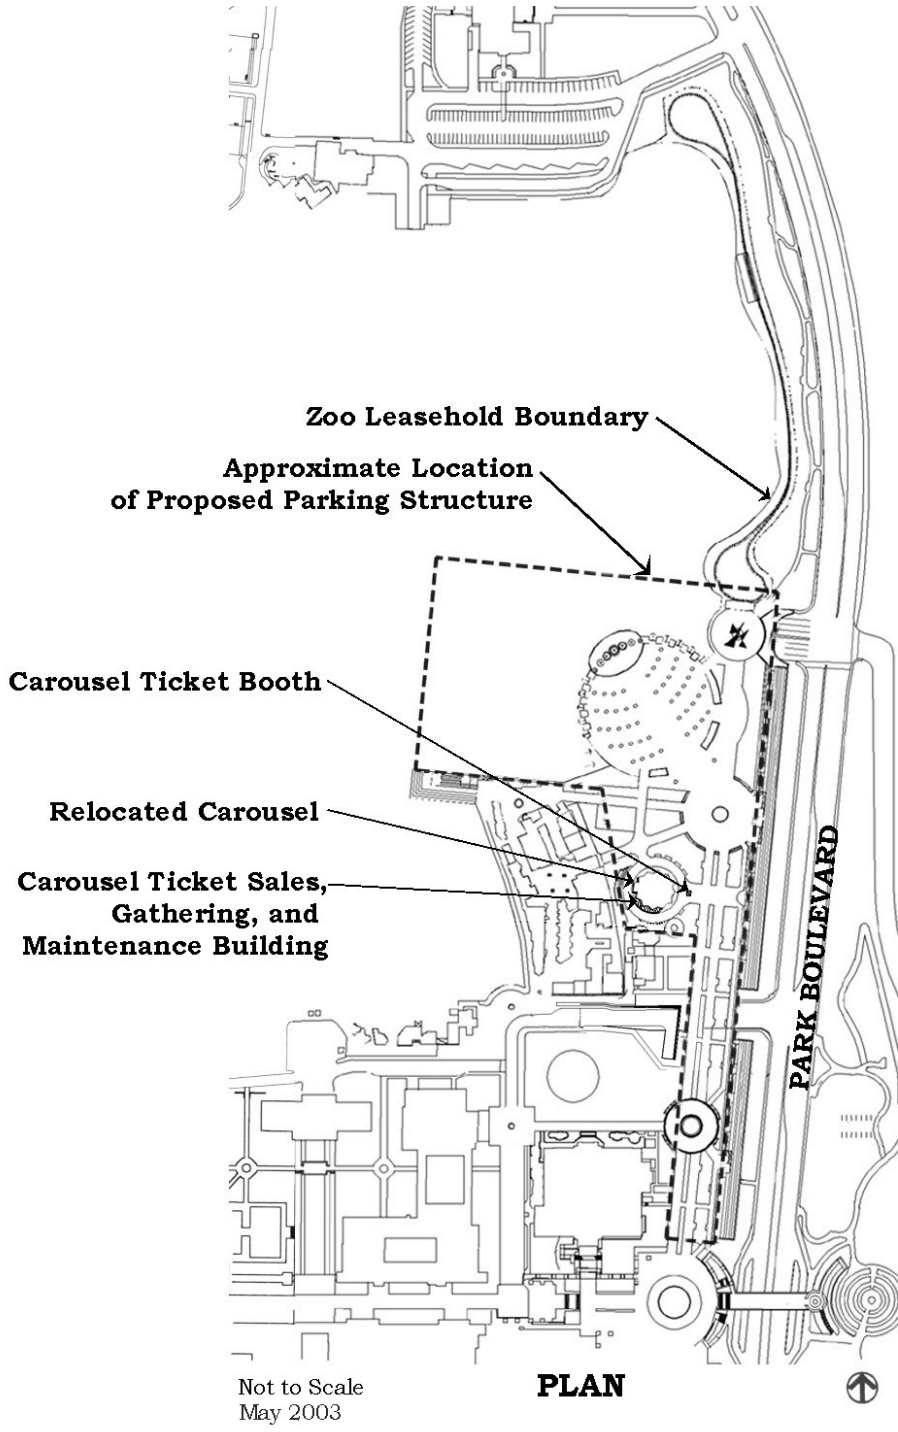 Zoo Leasehold Boundary
Approximate Location
of Proposed Parking Structure
Carousel Ticket Booth
Relocated Carousel
Carousel Ticket Sales,
Gathering, and
Maintenance Building
PARK BOULEVARD
Not to Scale
May 2003
PLAN